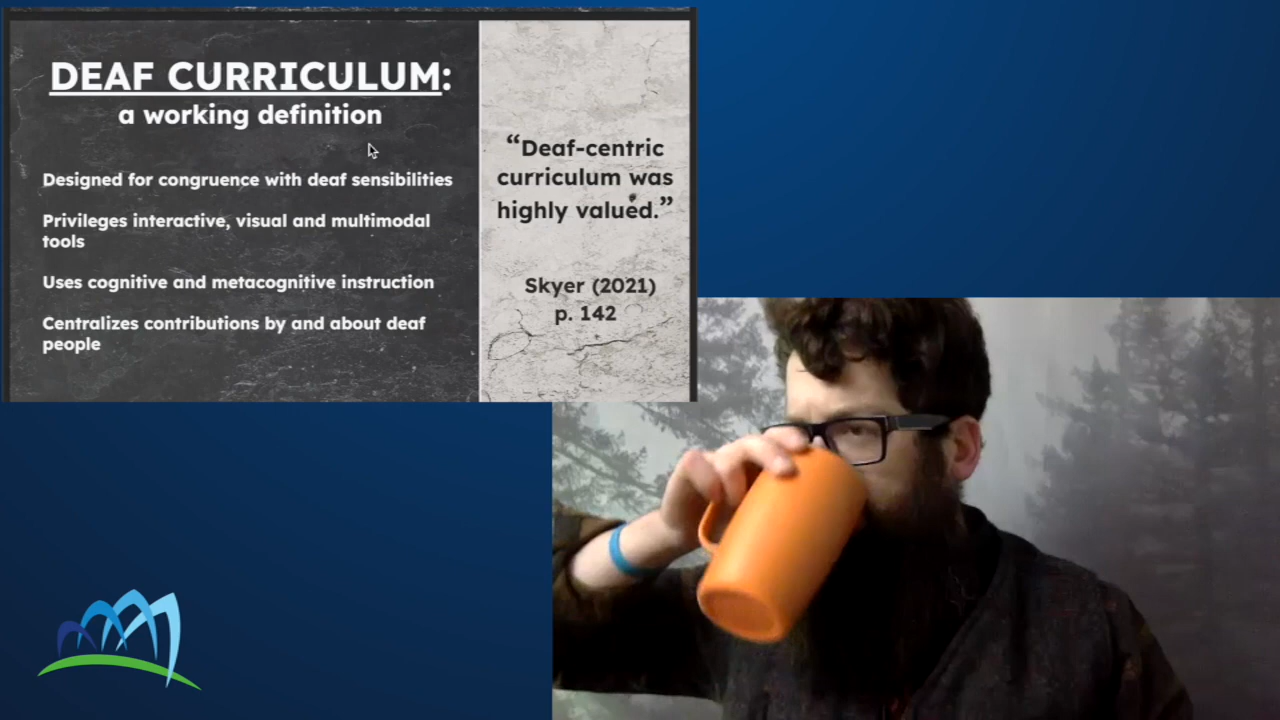 DEAF CURRICULUM:
a working definition
Designed for congruence with deaf sensibilities
Privileges interactive, visual and multimodal
tools
Uses cognitive and metacognitive instruction
Centralizes contributions by and about deaf
people
“Deaf-centric
curriculum was
highly valued.”
Skyer (2021)
p. 142